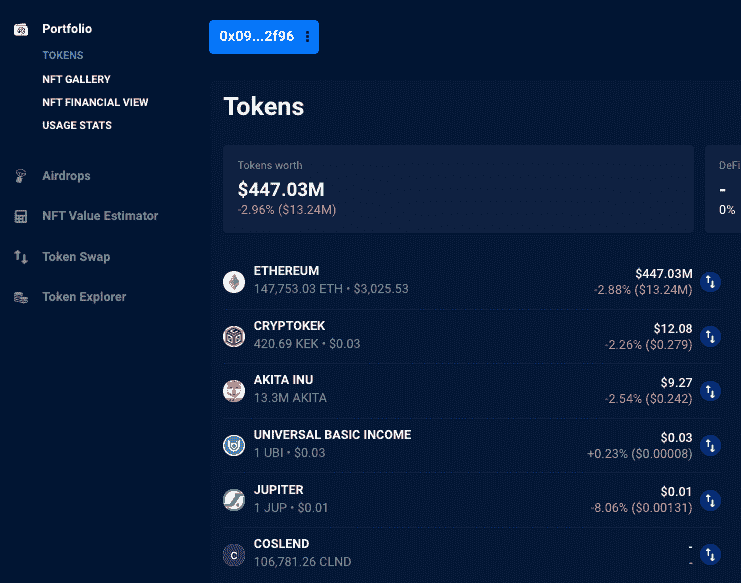 Portfolio
TOKENS
NFT GALLERY
NFT FINANCIAL VIEW
USAGE STATS
Airdrops
NFT Value Estimator
Token Swap
Token Explorer
0x09...2f96
Tokens
Tokens worth
$447.03M
-2.96% ($13.24M)
DeFi
-
0%
ETHEREUM
147,753.03 ETH • $3,025.53
$447.03M
-2.88% ($13.24M)
CRYPTOKEK
420.69 KEK • $0.03
$12.08
-2.26% ($0.279)
AKITA INU
13.3M AKITA
$9.27
-2.54% ($0.242)
UNIVERSAL BASIC INCOME
1 UBI • $0.03
$0.03
+0.23% ($0.00008)
JUPITER
1 JUP • $0.01
$0.01
-8.06% ($0.00131)
C
COSLEND
106,781.26 CLND
-
-